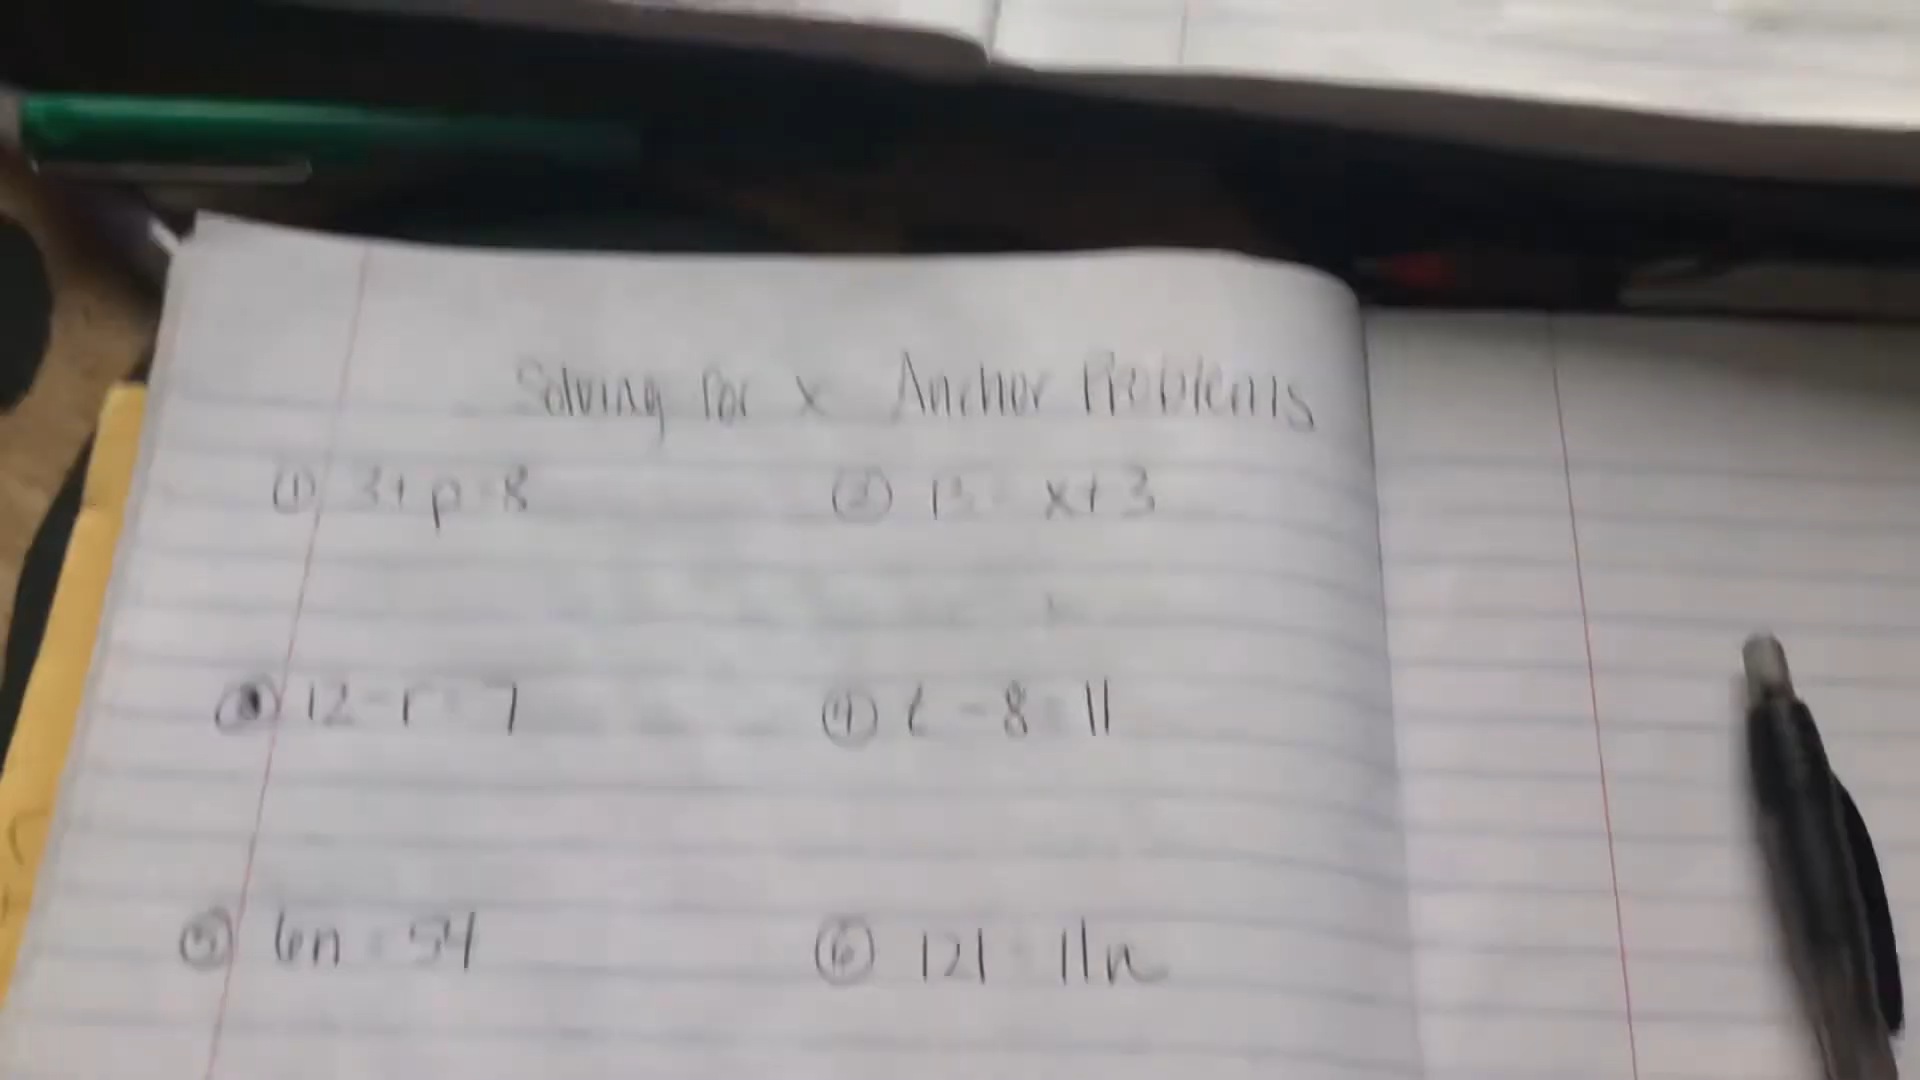 Solving for x Anchor Problems
① 3 + p = 8 ② 13 = x + 3
12 - r = 7 ④ - 8 = 11
⑤ 6n = 54 ⑥ 121 = 11n